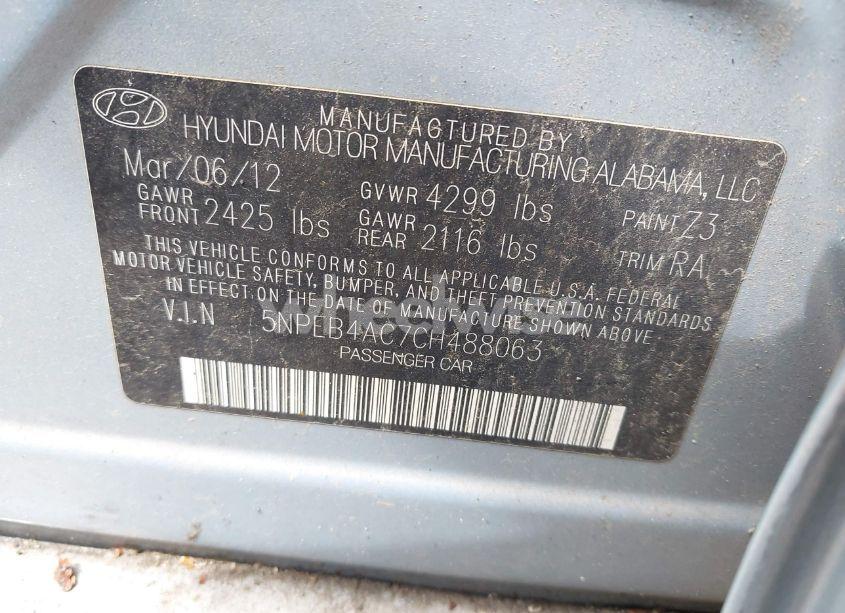 MANUFACTURED BY
HYUNDAI MOTOR MANUFACTURING ALABAMA, LLC
Mar/06/12 GVWR 4299 lbs PAINT Z3
GAWR FRONT 2425 lbs GAWR REAR 2116 lbs TRIM RA
THIS VEHICLE CONFORMS TO ALL APPLICABLE U.S.A. FEDERAL
MOTOR VEHICLE SAFETY, BUMPER, AND THEFT PREVENTION STANDARDS
IN EFFECT ON THE DATE OF MANUFACTURE SHOWN ABOVE.
V.I.N 5NPEB4AC7CH488063
PASSENGER CAR